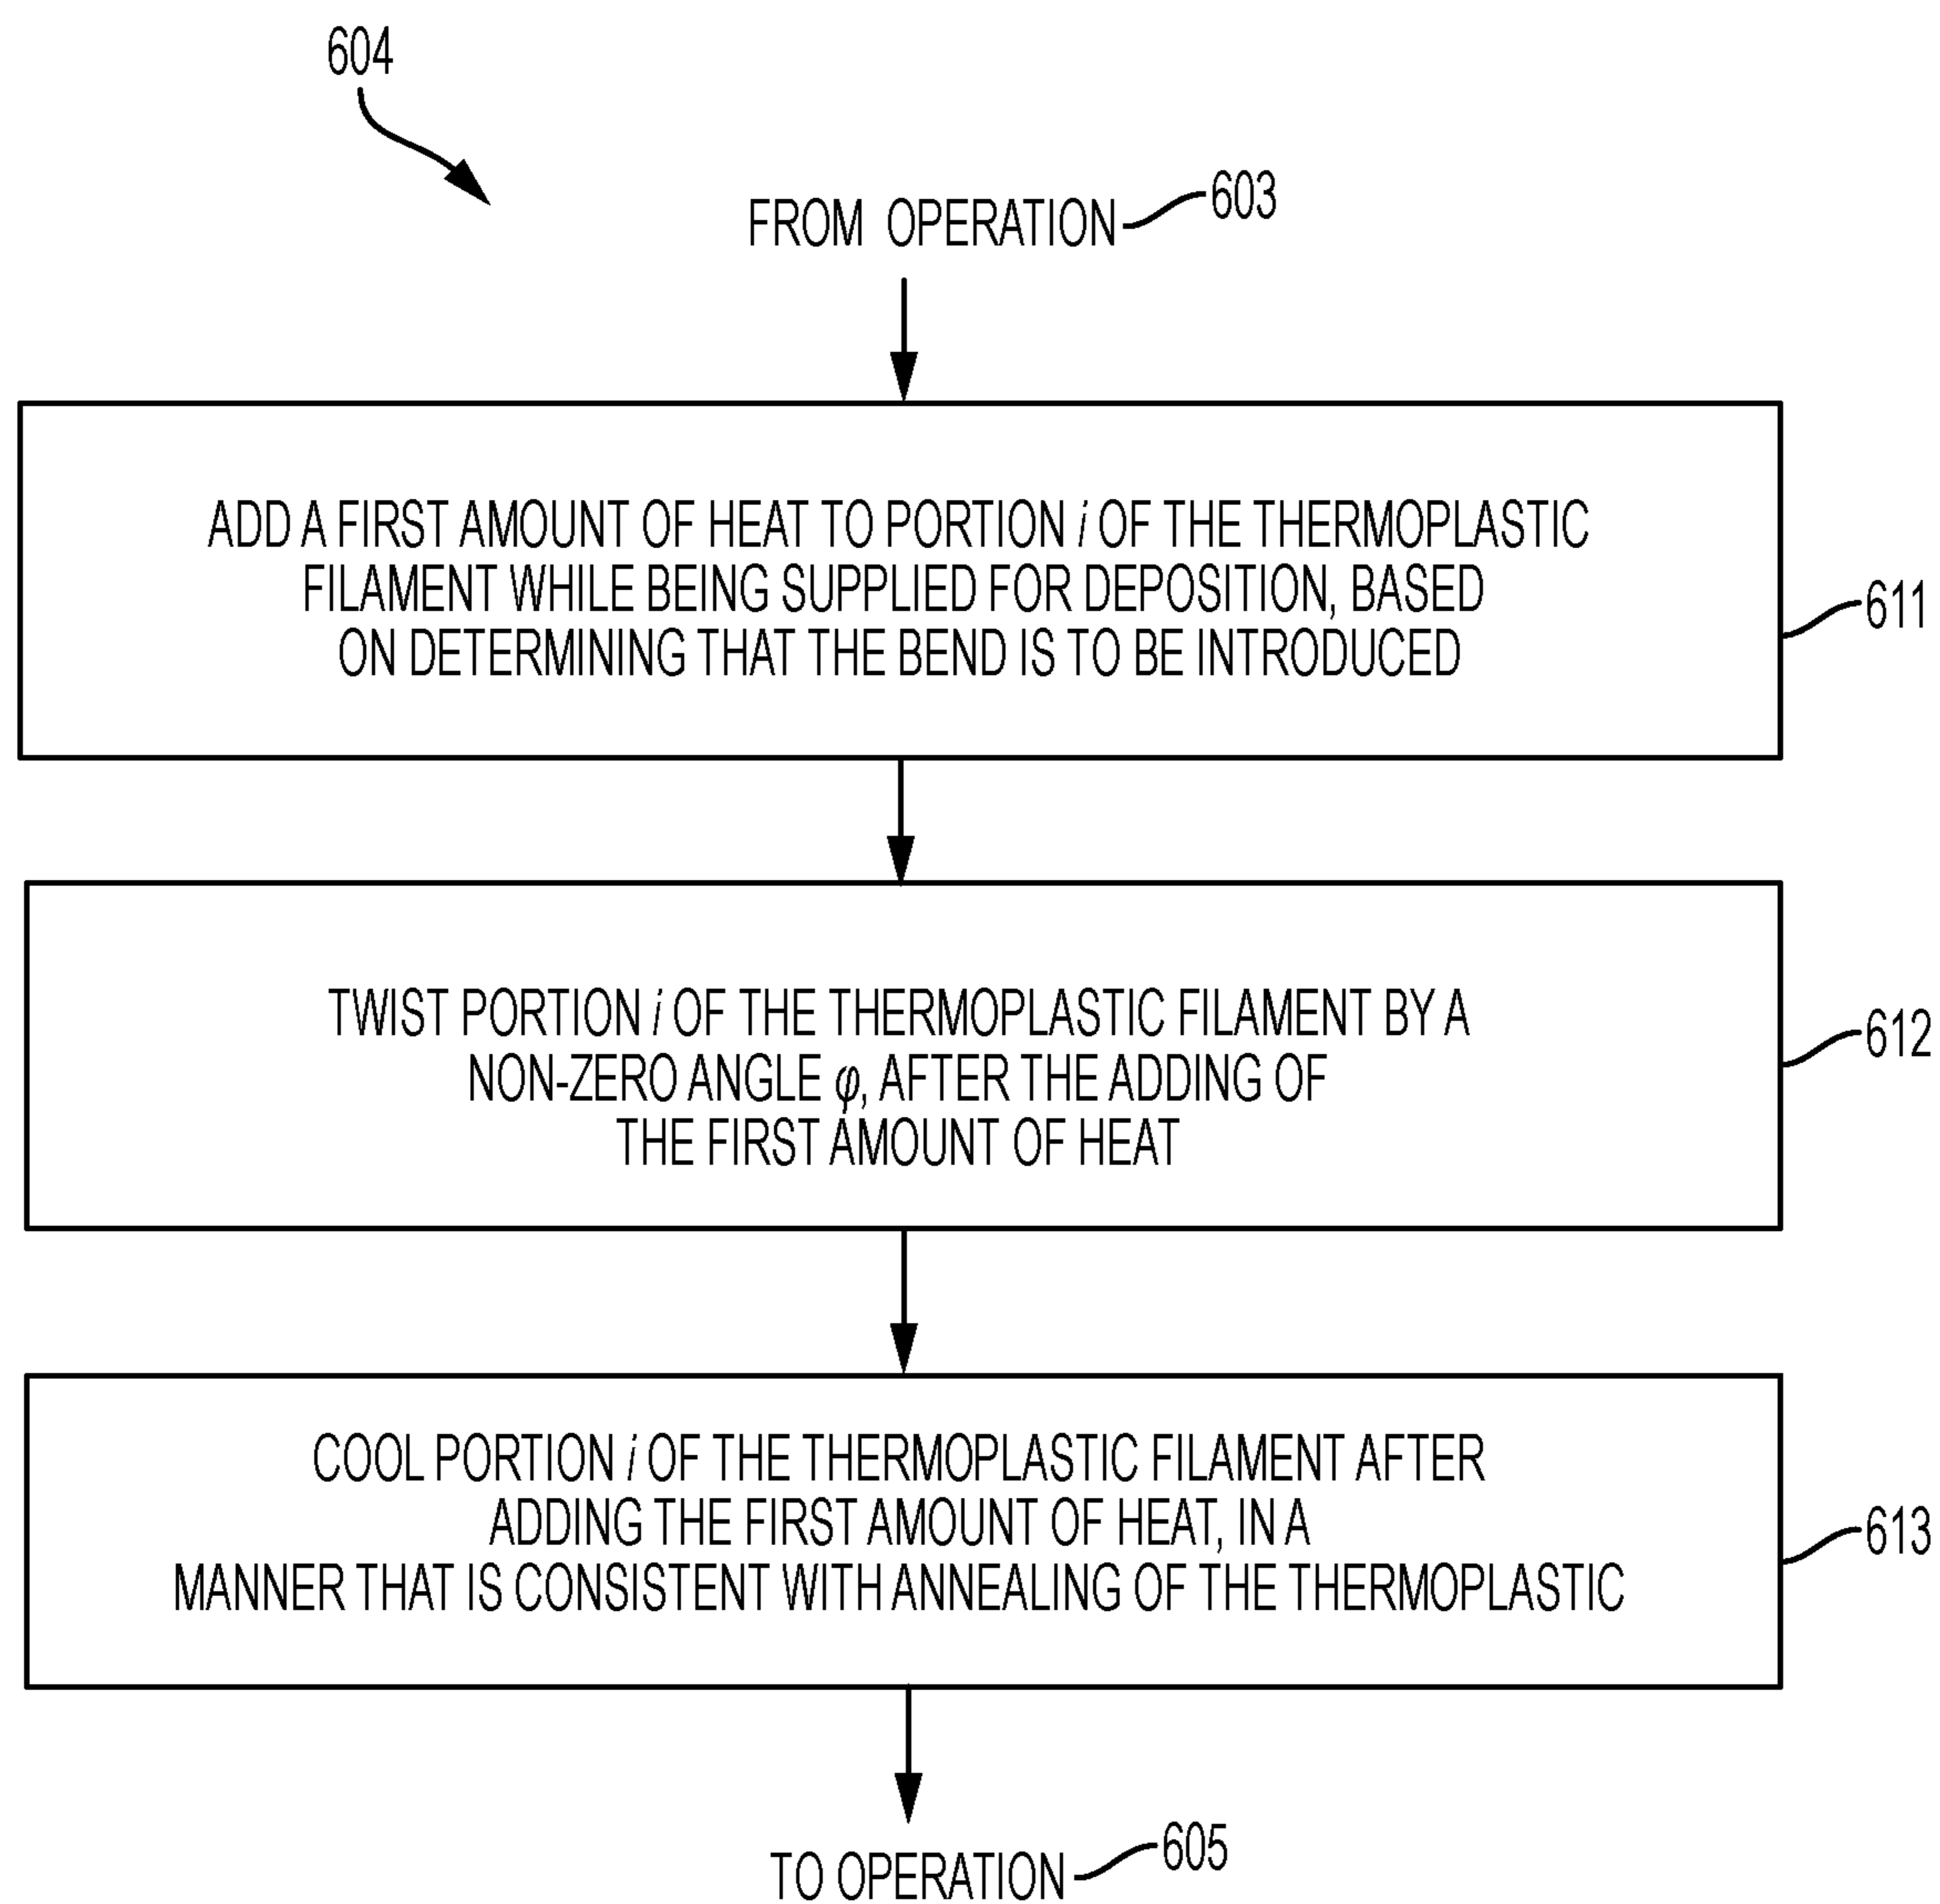 604
FROM OPERATION 603
ADD A FIRST AMOUNT OF HEAT TO PORTION i OF THE THERMOPLASTIC
FILAMENT WHILE BEING SUPPLIED FOR DEPOSITION, BASED
ON DETERMINING THAT THE BEND IS TO BE INTRODUCED
611
TWIST PORTION i OF THE THERMOPLASTIC FILAMENT BY A
NON-ZERO ANGLE φ, AFTER THE ADDING OF
THE FIRST AMOUNT OF HEAT
612
COOL PORTION i OF THE THERMOPLASTIC FILAMENT AFTER
ADDING THE FIRST AMOUNT OF HEAT, IN A
MANNER THAT IS CONSISTENT WITH ANNEALING OF THE THERMOPLASTIC
613
TO OPERATION 605